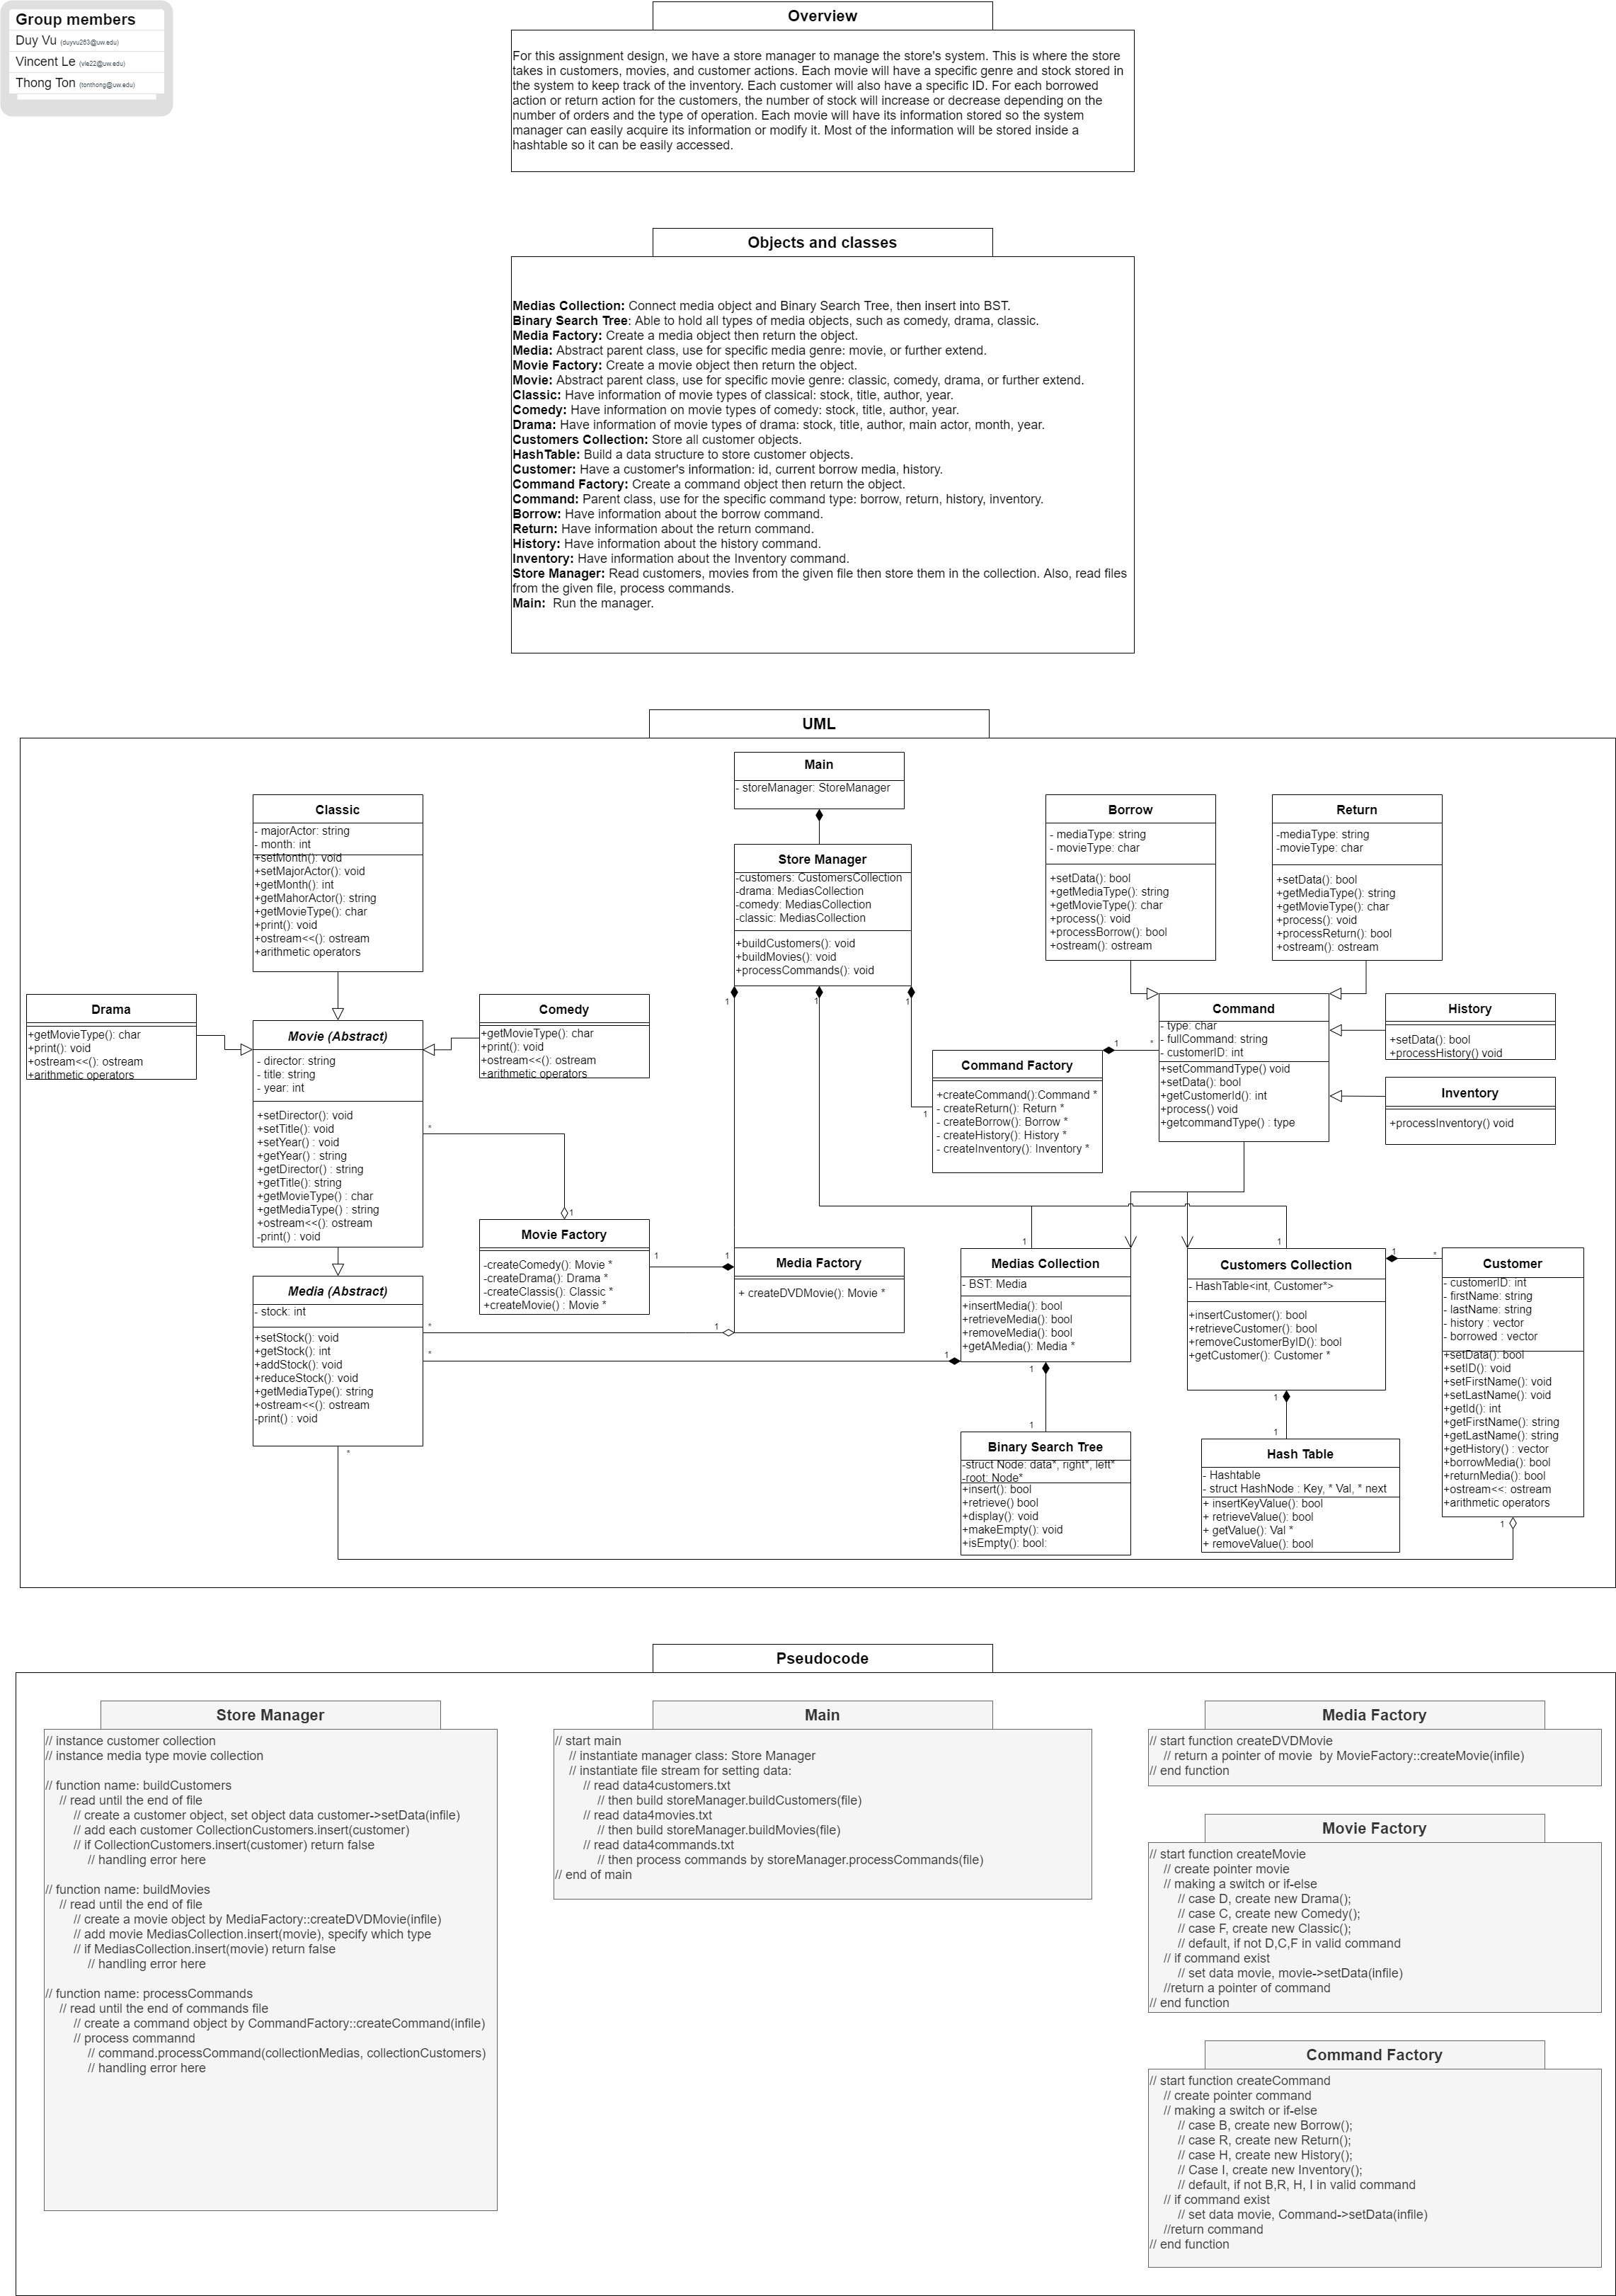 Group members
Duy Vu (duyvu263@uw.edu)
Vincent Le (vle22@uw.edu)
Thong Ton (tonthong@uw.edu)
Overview
For this assignment design, we have a store manager to manage the store's system. This is where the store
takes in customers, movies, and customer actions. Each movie will have a specific genre and stock stored in
the system to keep track of the inventory. Each customer will also have a specific ID. For each borrowed
action or return action for the customers, the number of stock will increase or decrease depending on the
number of orders and the type of operation. Each movie will have its information stored so the system
manager can easily acquire its information or modify it. Most of the information will be stored inside a
hashtable so it can be easily accessed.
Objects and classes
Medias Collection: Connect media object and Binary Search Tree, then insert into BST.
Binary Search Tree: Able to hold all types of media objects, such as comedy, drama, classic.
Media Factory: Create a media object then return the object.
Media: Abstract parent class, use for specific media genre: movie, or further extend.
Movie Factory: Create a movie object then return the object.
Movie: Abstract parent class, use for specific movie genre: classic, comedy, drama, or further extend.
Classic: Have information of movie types of classical: stock, title, author, year.
Comedy: Have information on movie types of comedy: stock, title, author, year.
Drama: Have information of movie types of drama: stock, title, author, main actor, month, year.
Customers Collection: Store all customer objects.
HashTable: Build a data structure to store customer objects.
Customer: Have a customer's information: id, current borrow media, history.
Command Factory: Create a command object then return the object.
Command: Parent class, use for the specific command type: borrow, return, history, inventory.
Borrow: Have information about the borrow command.
Return: Have information about the return command.
History: Have information about the history command.
Inventory: Have information about the Inventory command.
Store Manager: Read customers, movies from the given file then store them in the collection. Also, read files
from the given file, process commands.
Main: Run the manager.
UML
Main
- storeManager: StoreManager
Classic
- majorActor: string
- month: int
+setMonth(): void
+setMajorActor(): void
+getMonth(): int
+getMahorActor(): string
+getMovieType(): char
+print(): void
+ostream<<(): ostream
+arithmetic operators
Store Manager
-customers: CustomersCollection
-drama: MediasCollection
-comedy: MediasCollection
-classic: MediasCollection
+buildCustomers(): void
+buildMovies(): void
+processCommands(): void
1
1
1
Borrow
- mediaType: string
- movieType: char
+setData(): bool
+getMediaType(): string
+getMovieType(): char
+process(): void
+processBorrow(): bool
+ostream(): ostream
Return
-mediaType: string
-movieType: char
+setData(): bool
+getMediaType(): string
+getMovieType(): char
+process(): void
+processReturn(): bool
+ostream(): ostream
Drama
+getMovieType(): char
+print(): void
+ostream<<(): ostream
+arithmetic operators
Movie (Abstract)
- director: string
- title: string
- year: int
+setDirector(): void
+setTitle(): void
+setYear() : void
+getYear() : string
+getDirector() : string
+getTitle(): string
+getMovieType() : char
+getMediaType() : string
+ostream<<(): ostream
-print() : void
*
Comedy
+getMovieType(): char
+print(): void
+ostream<<(): ostream
+arithmetic operators
Command Factory
+createCommand():Command *
- createReturn(): Return *
- createBorrow(): Borrow *
- createHistory(): History *
- createInventory(): Inventory *
1
1
*
Command
- type: char
- fullCommand: string
- customerID: int
+setCommandType() void
+setData(): bool
+getCustomerId(): int
+process() void
+getcommandType() : type
History
+setData(): bool
+processHistory() void
Inventory
+processInventory() void
1
Movie Factory
-createComedy(): Movie *
-createDrama(): Drama *
-createClassis(): Classic *
+createMovie() : Movie *
1
1
Media Factory
+ createDVDMovie(): Movie *
1
*
*
1
Media (Abstract)
- stock: int
+setStock(): void
+getStock(): int
+addStock(): void
+reduceStock(): void
+getMediaType(): string
+ostream<<(): ostream
-print() : void
*
1
Medias Collection
- BST: Media
+insertMedia(): bool
+retrieveMedia(): bool
+removeMedia(): bool
+getAMedia(): Media *
1
1
Binary Search Tree
-struct Node: data*, right*, left*
-root: Node*
+insert(): bool
+retrieve() bool
+display(): void
+makeEmpty(): void
+isEmpty(): bool:
1
Customers Collection
- HashTable<int, Customer*>
+insertCustomer(): bool
+retrieveCustomer(): bool
+removeCustomerByID(): bool
+getCustomer(): Customer *
1
*
1
1
Hash Table
- Hashtable
- struct HashNode : Key, * Val, * next
+ insertKeyValue(): bool
+ retrieveValue(): bool
+ getValue(): Val *
+ removeValue(): bool
Customer
- customerID: int
- firstName: string
- lastName: string
- history : vector
- borrowed : vector
+setData(): bool
+setID(): void
+setFirstName(): void
+setLastName(): void
+getId(): int
+getFirstName(): string
+getLastName(): string
+getHistory() : vector
+borrowMedia(): bool
+returnMedia(): bool
+ostream<<: ostream
+arithmetic operators
1
Pseudocode
Store Manager
// instance customer collection
// instance media type movie collection
// function name: buildCustomers
// read until the end of file
// create a customer object, set object data customer->setData(infile)
// add each customer CollectionCustomers.insert(customer)
// if CollectionCustomers.insert(customer) return false
// handling error here
// function name: buildMovies
// read until the end of file
// create a movie object by MediaFactory::createDVDMovie(infile)
// add movie MediasCollection.insert(movie), specify which type
// if MediasCollection.insert(movie) return false
// handling error here
// function name: processCommands
// read until the end of commands file
// create a command object by CommandFactory::createCommand(infile)
// process commannd
// command.processCommand(collectionMedias, collectionCustomers)
// handling error here
Main
// start main
// instantiate manager class: Store Manager
// instantiate file stream for setting data:
// read data4customers.txt
// then build storeManager.buildCustomers(file)
// read data4movies.txt
// then build storeManager.buildMovies(file)
// read data4commands.txt
// then process commands by storeManager.processCommands(file)
// end of main
Media Factory
// start function createDVDMovie
// return a pointer of movie by MovieFactory::createMovie(infile)
// end function
Movie Factory
// start function createMovie
// create pointer movie
// making a switch or if-else
// case D, create new Drama();
// case C, create new Comedy();
// case F, create new Classic();
// default, if not D,C,F in valid command
// if command exist
// set data movie, movie->setData(infile)
//return a pointer of command
// end function
Command Factory
// start function createCommand
// create pointer command
// making a switch or if-else
// case B, create new Borrow();
// case R, create new Return();
// case H, create new History();
// Case I, create new Inventory();
// default, if not B,R, H, I in valid command
// if command exist
// set data movie, Command->setData(infile)
//return command
// end function